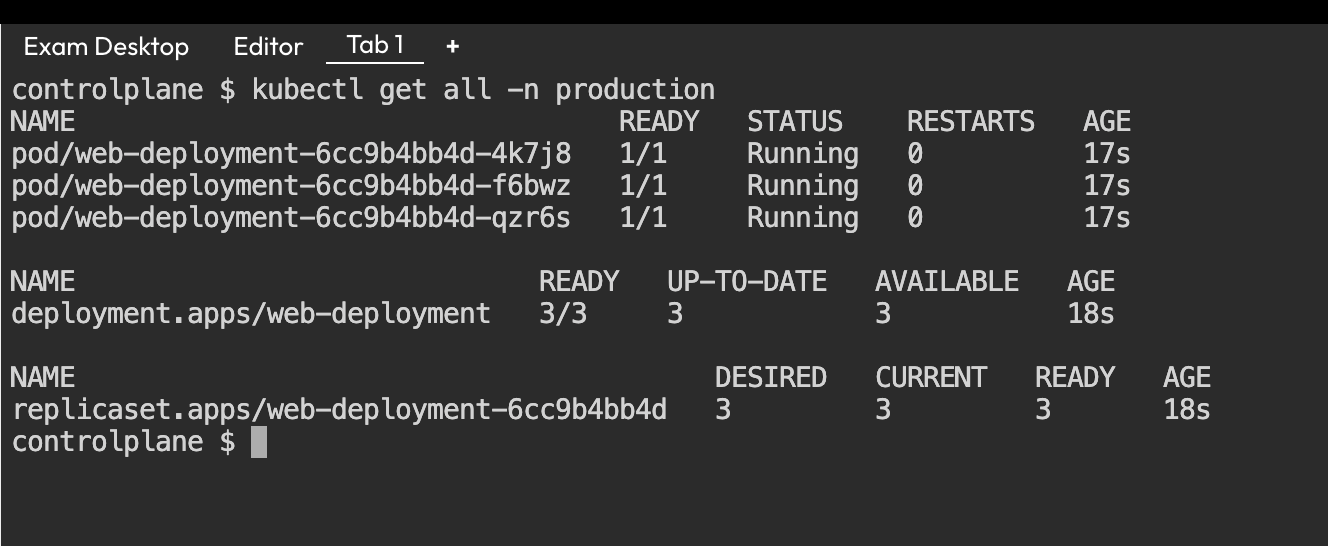 Exam Desktop Editor Tab 1 +
controlplane $ kubectl get all -n production
NAME READY STATUS RESTARTS AGE
pod/web-deployment-6cc9b4bb4d-4k7j8 1/1 Running 0 17s
pod/web-deployment-6cc9b4bb4d-f6bwz 1/1 Running 0 17s
pod/web-deployment-6cc9b4bb4d-qzr6s 1/1 Running 0 17s
NAME READY UP-TO-DATE AVAILABLE AGE
deployment.apps/web-deployment 3/3 3 3 18s
NAME DESIRED CURRENT READY AGE
replicaset.apps/web-deployment-6cc9b4bb4d 3 3 3 18s
controlplane $